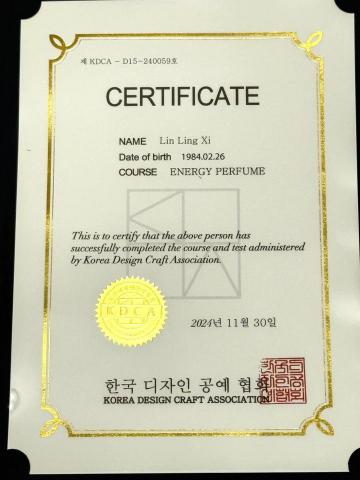 제 KDCA - D15-240059호
CERTIFICATE
NAME Lin Ling Xi
Date of birth 1984.02.26
COURSE ENERGY PERFUME
This is to certify that the above person has
successfully completed the course and test administered
by Korea Design Craft Association.
KDCA
2024년 11월 30일
한국 디자인 공예 협회
KOREA DESIGN CRAFT ASSOCIATION